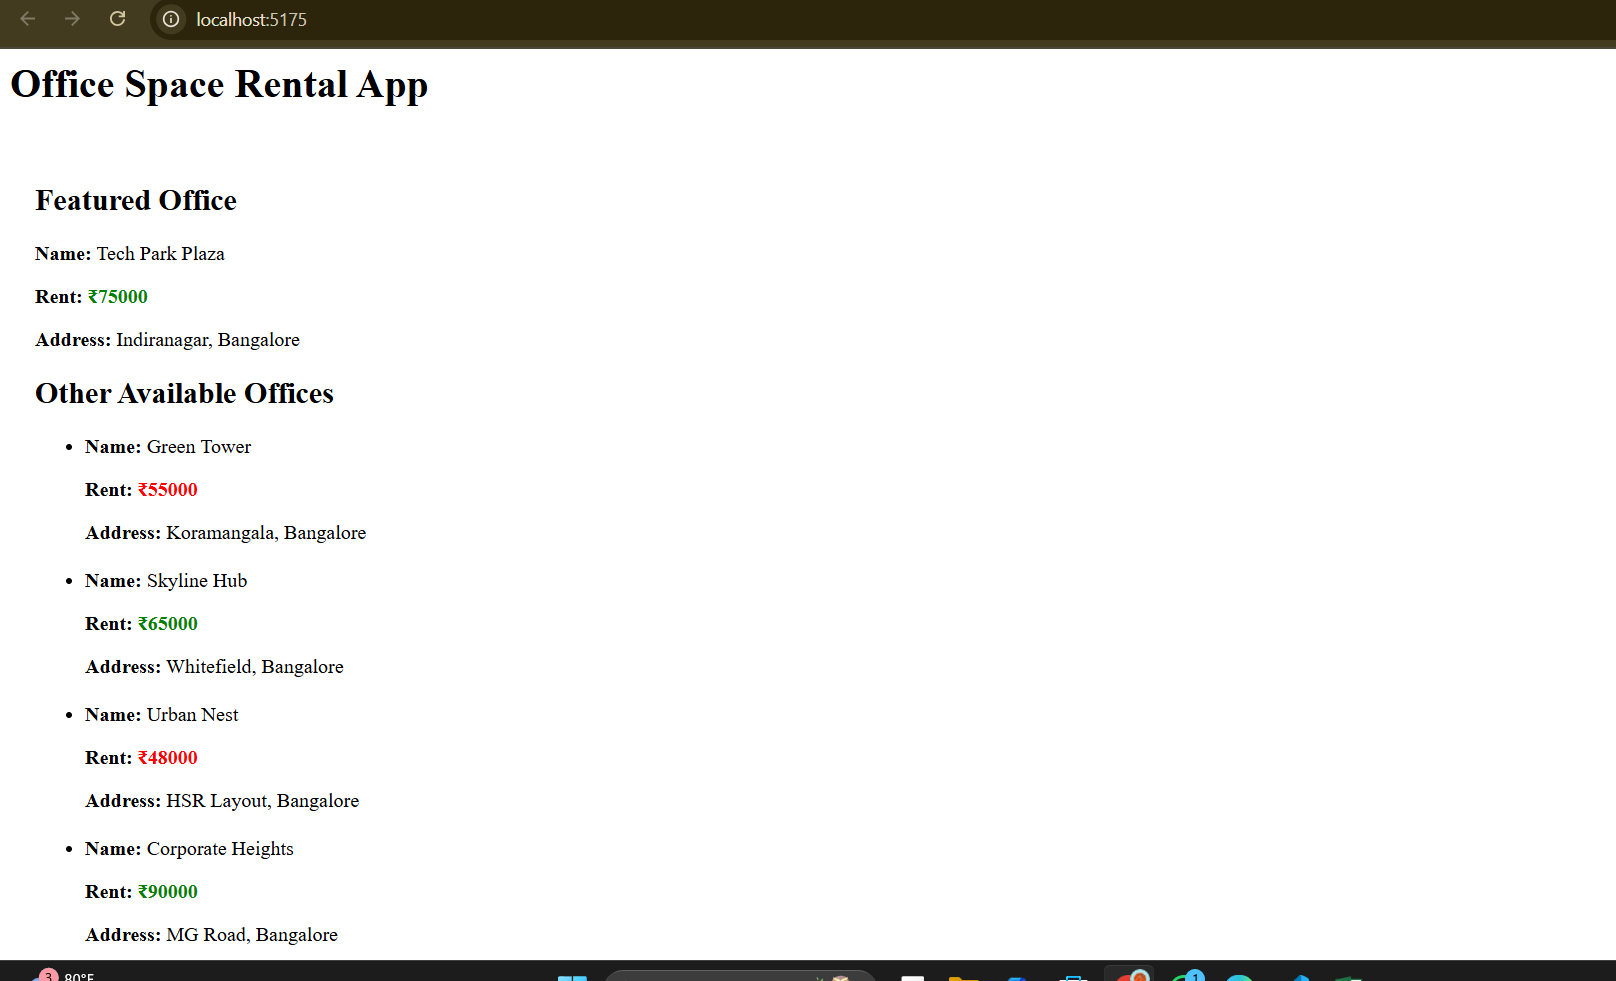 localhost:5175
Office Space Rental App
Featured Office
Name: Tech Park Plaza
Rent: ₹75000
Address: Indiranagar, Bangalore
Other Available Offices
• Name: Green Tower
Rent: ₹55000
Address: Koramangala, Bangalore
• Name: Skyline Hub
Rent: ₹65000
Address: Whitefield, Bangalore
• Name: Urban Nest
Rent: ₹48000
Address: HSR Layout, Bangalore
• Name: Corporate Heights
Rent: ₹90000
Address: MG Road, Bangalore
3 80°F 1